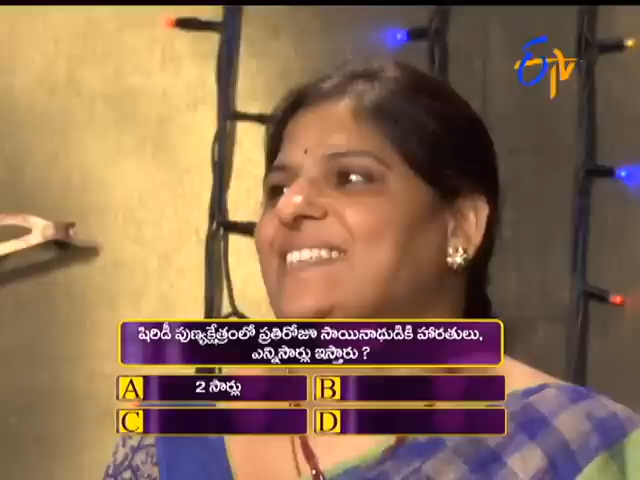 ETV
షిరిడీ పుణ్యక్షేత్రంలో ప్రతిరోజూ సాయినాథుడికి హారతులు,
ఎన్నిసార్లు ఇస్తారు ?
A 2 సార్లు B
C D